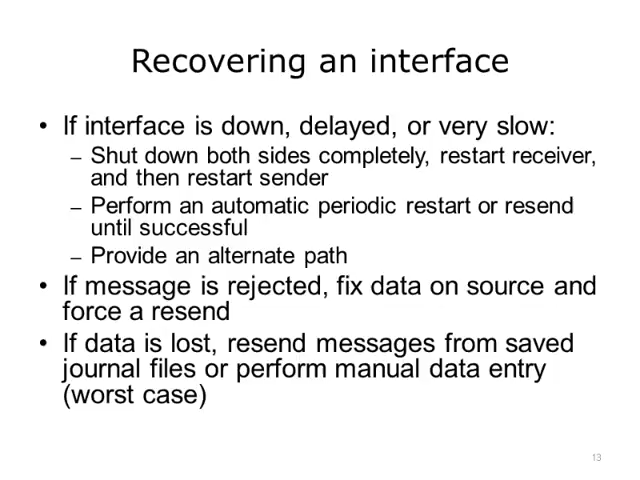 Recovering an interface
• If interface is down, delayed, or very slow:
– Shut down both sides completely, restart receiver,
and then restart sender
– Perform an automatic periodic restart or resend
until successful
– Provide an alternate path
• If message is rejected, fix data on source and
force a resend
• If data is lost, resend messages from saved
journal files or perform manual data entry
(worst case)
13